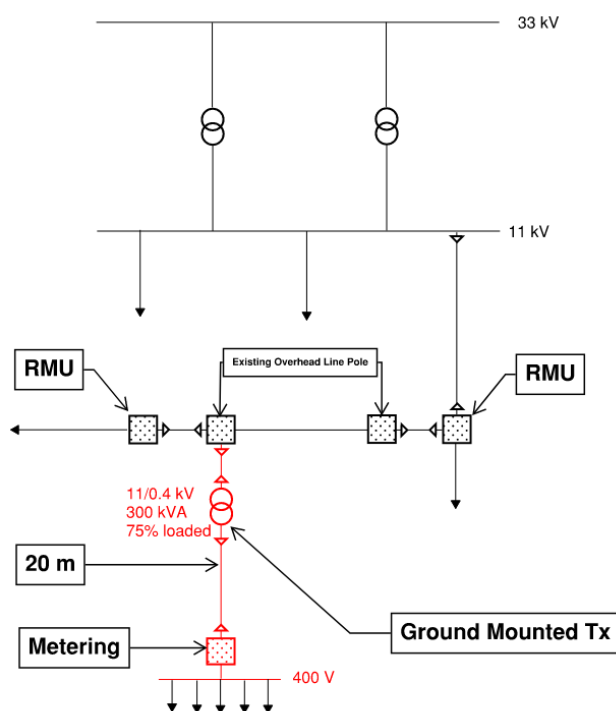 33 kV
11 kV
RMU
Existing Overhead Line Pole
RMU
11/0.4 kV
300 kVA
75% loaded
20 m
Ground Mounted Tx
Metering
400 V